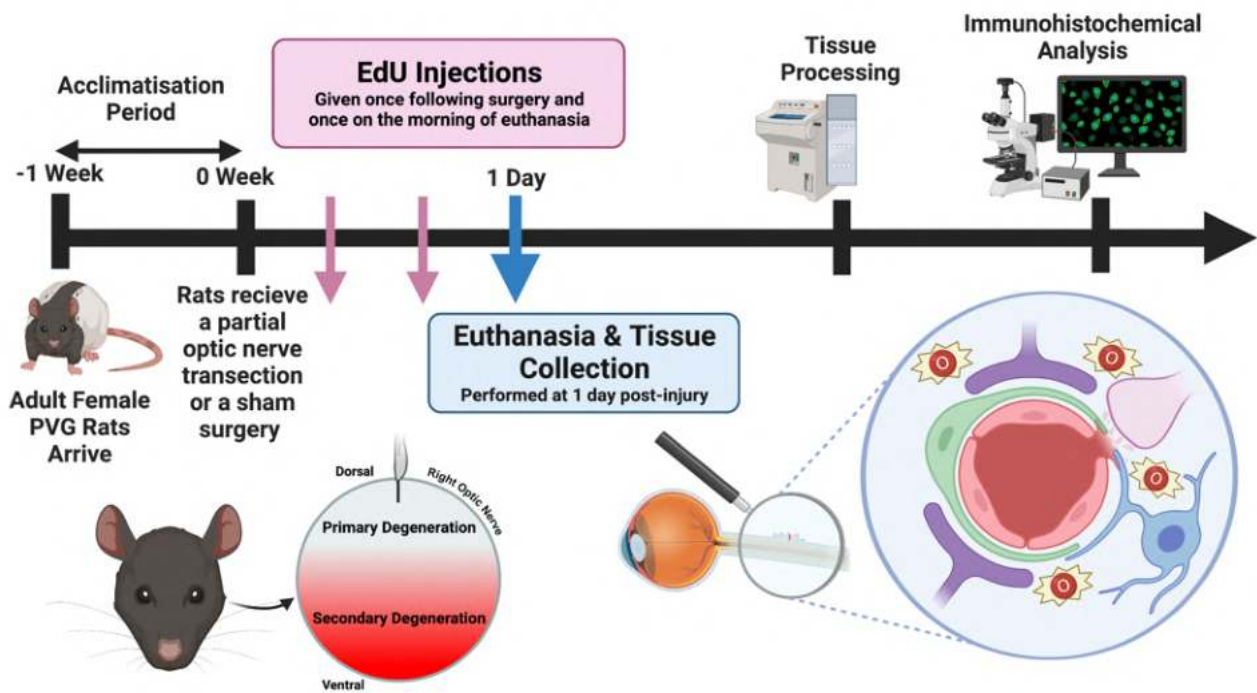 Acclimatisation
Period
-1 Week
0 Week
EdU Injections
Given once following surgery and
once on the morning of euthanasia
1 Day
Tissue
Processing
Immunohistochemical
Analysis
Adult Female
PVG Rats
Arrive
Rats recieve
a partial
optic nerve
transection
or a sham
surgery
Euthanasia & Tissue
Collection
Performed at 1 day post-injury
Dorsal
Right Optic Nerve
Primary Degeneration
Secondary Degeneration
Ventral
O
O
O
O